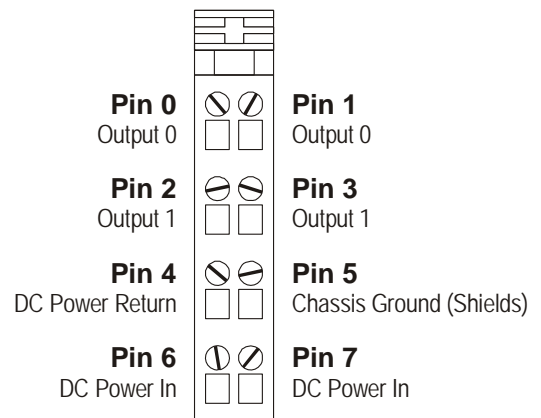 Pin 0 Pin 1
Output 0 Output 0
Pin 2 Pin 3
Output 1 Output 1
Pin 4 Pin 5
DC Power Return Chassis Ground (Shields)
Pin 6 Pin 7
DC Power In DC Power In